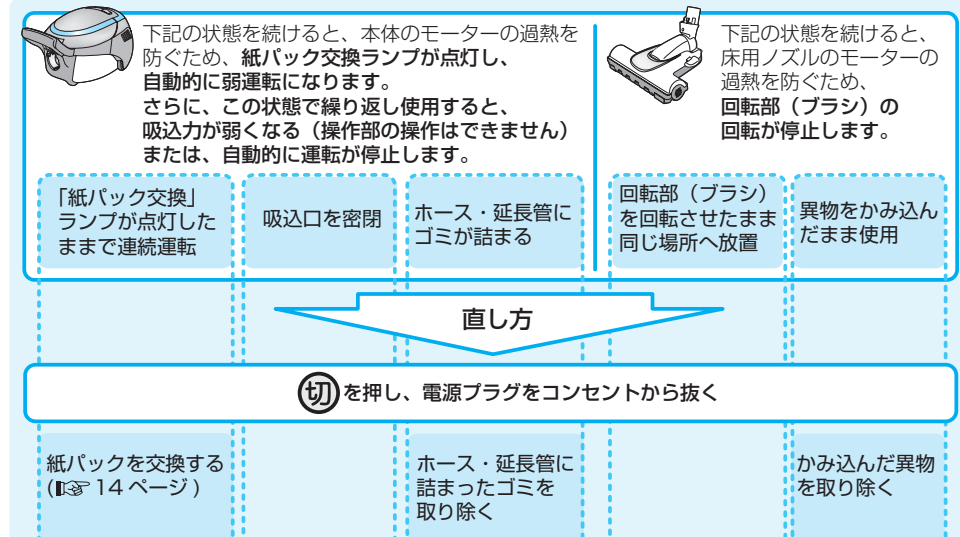 下記の状態を続けると、本体のモーターの過熱を
防ぐため、紙パック交換ランプが点灯し、
自動的に弱運転になります。
さらに、この状態で繰り返し使用すると、
吸込力が弱くなる（操作部の操作はできません）
または、自動的に運転が停止します。
「紙パック交換」
ランプが点灯した
ままで連続運転
吸込口を密閉
ホース・延長管に
ゴミが詰まる
下記の状態を続けると、
床用ノズルのモーターの
過熱を防ぐため、
回転部（ブラシ）の
回転が停止します。
回転部（ブラシ）
を回転させたまま
同じ場所へ放置
異物をかみ込ん
だまま使用
直し方
切を押し、電源プラグをコンセントから抜く
紙パックを交換する
(☞14 ページ)
ホース・延長管に
詰まったゴミを
取り除く
かみ込んだ異物
を取り除く